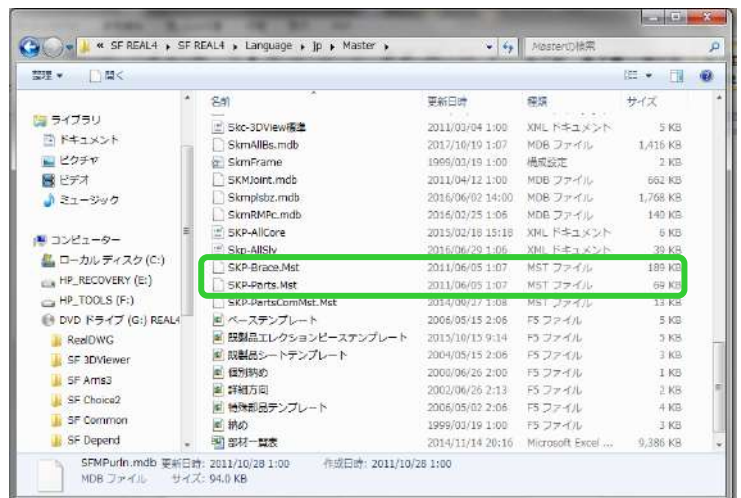 « SF REAL4 ▸ SF REAL4 ▸ Language ▸ jp ▸ Master ▸
Masterの検索
整理 ▾ 開く
名前 更新日時 種類 サイズ
ライブラリ
ドキュメント
ピクチャ
ビデオ
ミュージック
コンピューター
ローカル ディスク (C:)
HP_RECOVERY (E:)
HP_TOOLS (F:)
DVD ドライブ (G:) REAL4
RealDWG
SF 3DViewer
SF Arns3
SF Choice2
SF Common
SF Depend
Skc-3DView標準 2011/03/04 1:00 XML ドキュメント 5 KB
SkmAllBs.mdb 2017/10/19 1:07 MDB ファイル 1,416 KB
SkmFrame 1999/03/19 1:00 構成設定 2 KB
SKMJoint.mdb 2011/04/12 1:00 MDB ファイル 662 KB
Skmplsbz.mdb 2016/06/02 14:00 MDB ファイル 1,768 KB
SkmRMPc.mdb 2016/02/25 1:06 MDB ファイル 140 KB
SKP-AllCore 2015/02/18 15:18 XML ドキュメント 6 KB
Skp-AllSlv 2016/06/29 1:06 XML ドキュメント 39 KB
SKP-Brace.Mst 2011/06/05 1:07 MST ファイル 189 KB
SKP-Parts.Mst 2011/06/05 1:07 MST ファイル 69 KB
SKP-PartsComMst.Mst 2014/09/27 1:08 MST ファイル 13 KB
ベーステンプレート 2006/05/15 2:06 F5 ファイル 5 KB
既製品エレクションピーステンプレート 2015/10/15 9:14 F5 ファイル 5 KB
既製品シートテンプレート 2004/05/15 2:06 F5 ファイル 3 KB
個別納め 2000/06/26 2:00 F5 ファイル 1 KB
詳細方向 2002/06/26 2:13 F5 ファイル 2 KB
特殊部品テンプレート 2006/05/02 2:06 F5 ファイル 4 KB
納め 1999/03/19 1:00 F5 ファイル 3 KB
部材一覧表 2014/11/14 20:16 Microsoft Excel ... 9,386 KB
SFMPurln.mdb 更新日時: 2011/10/28 1:00 作成日時: 2011/10/28 1:00
MDB ファイル サイズ: 94.0 KB